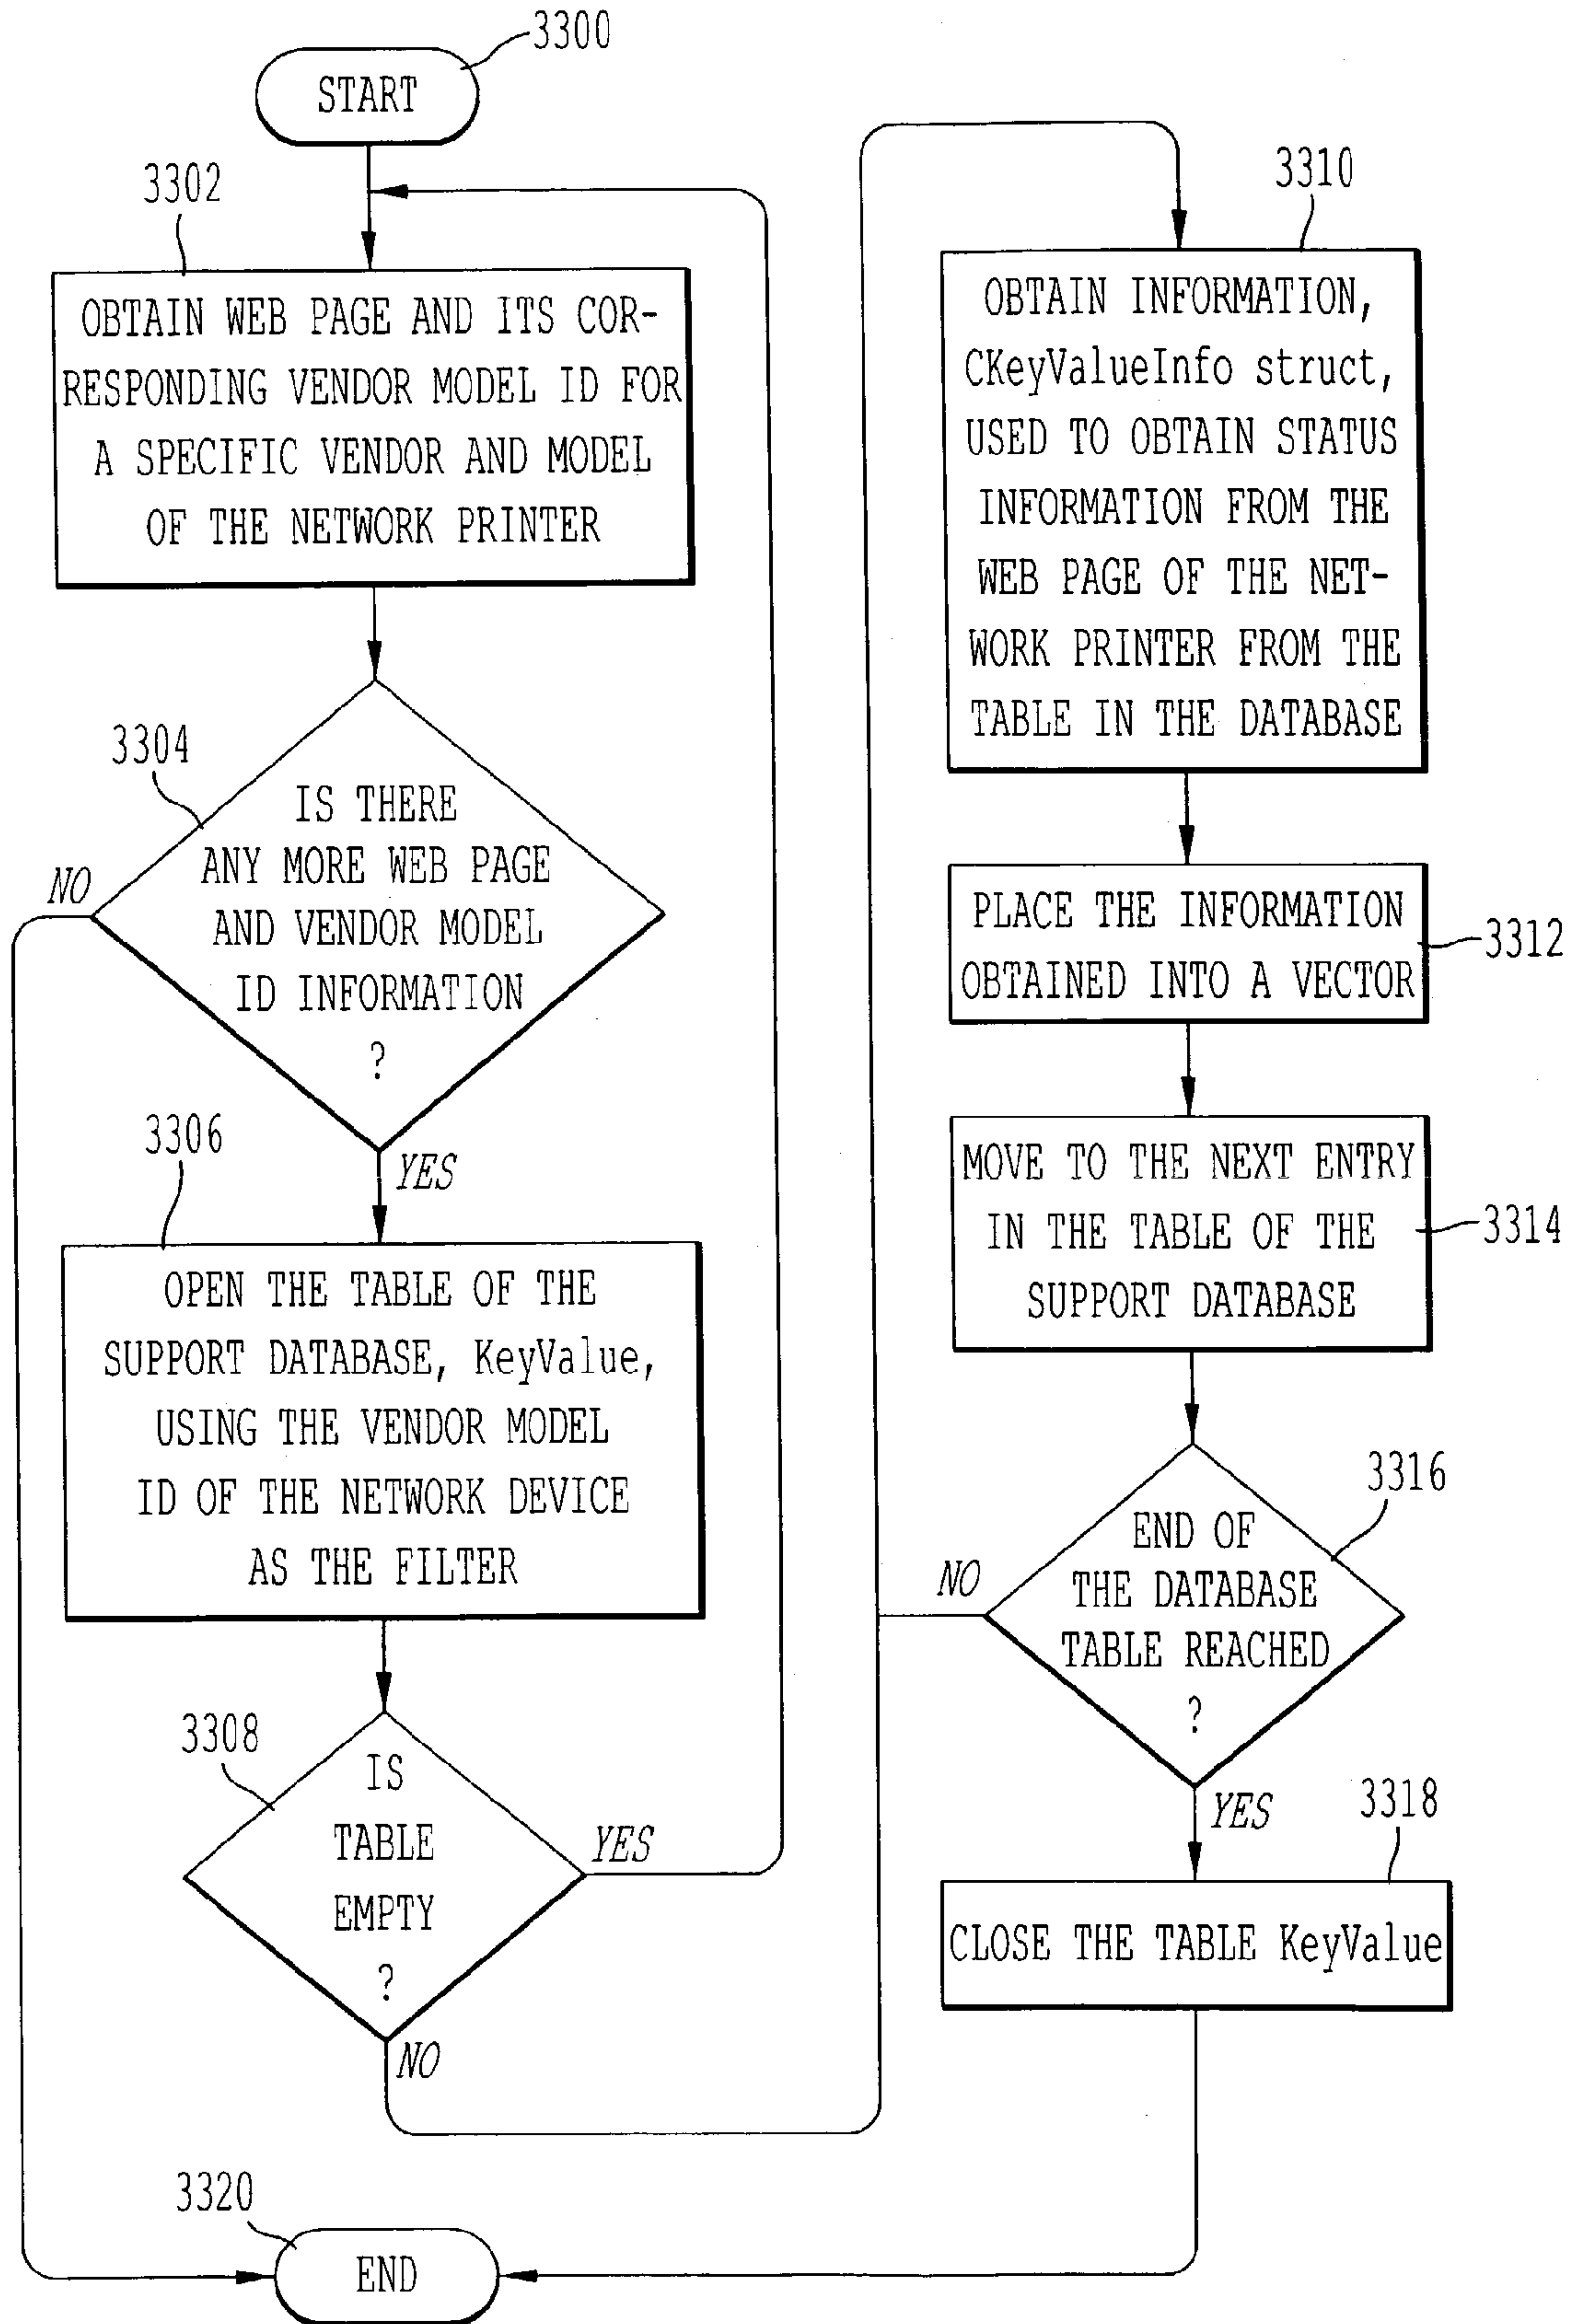 3300
START
3302
OBTAIN WEB PAGE AND ITS COR-
RESPONDING VENDOR MODEL ID FOR
A SPECIFIC VENDOR AND MODEL
OF THE NETWORK PRINTER
3304
IS THERE
ANY MORE WEB PAGE
AND VENDOR MODEL
ID INFORMATION
?
NO
YES
3306
OPEN THE TABLE OF THE
SUPPORT DATABASE, KeyValue,
USING THE VENDOR MODEL
ID OF THE NETWORK DEVICE
AS THE FILTER
3308
IS
TABLE
EMPTY
?
YES
NO
3310
OBTAIN INFORMATION,
CKeyValueInfo struct,
USED TO OBTAIN STATUS
INFORMATION FROM THE
WEB PAGE OF THE NET-
WORK PRINTER FROM THE
TABLE IN THE DATABASE
PLACE THE INFORMATION
OBTAINED INTO A VECTOR
3312
MOVE TO THE NEXT ENTRY
IN THE TABLE OF THE
SUPPORT DATABASE
3314
3316
END OF
THE DATABASE
TABLE REACHED
?
NO
YES
3318
CLOSE THE TABLE KeyValue
3320
END